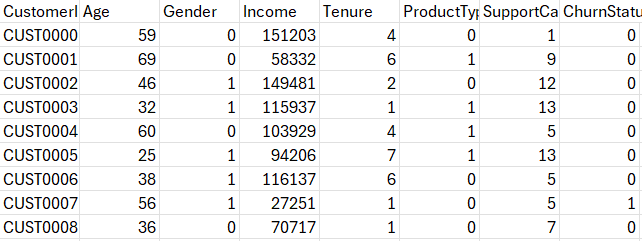 CustomerI Age Gender Income Tenure ProductTyp SupportCa ChurnStatu
CUST0000 59 0 151203 4 0 1 0
CUST0001 69 0 58332 6 1 9 0
CUST0002 46 1 149481 2 0 12 0
CUST0003 32 1 115937 1 1 13 0
CUST0004 60 0 103929 4 1 5 0
CUST0005 25 1 94206 7 1 13 0
CUST0006 38 1 116137 6 0 5 0
CUST0007 56 1 27251 1 0 5 1
CUST0008 36 0 70717 1 0 7 0